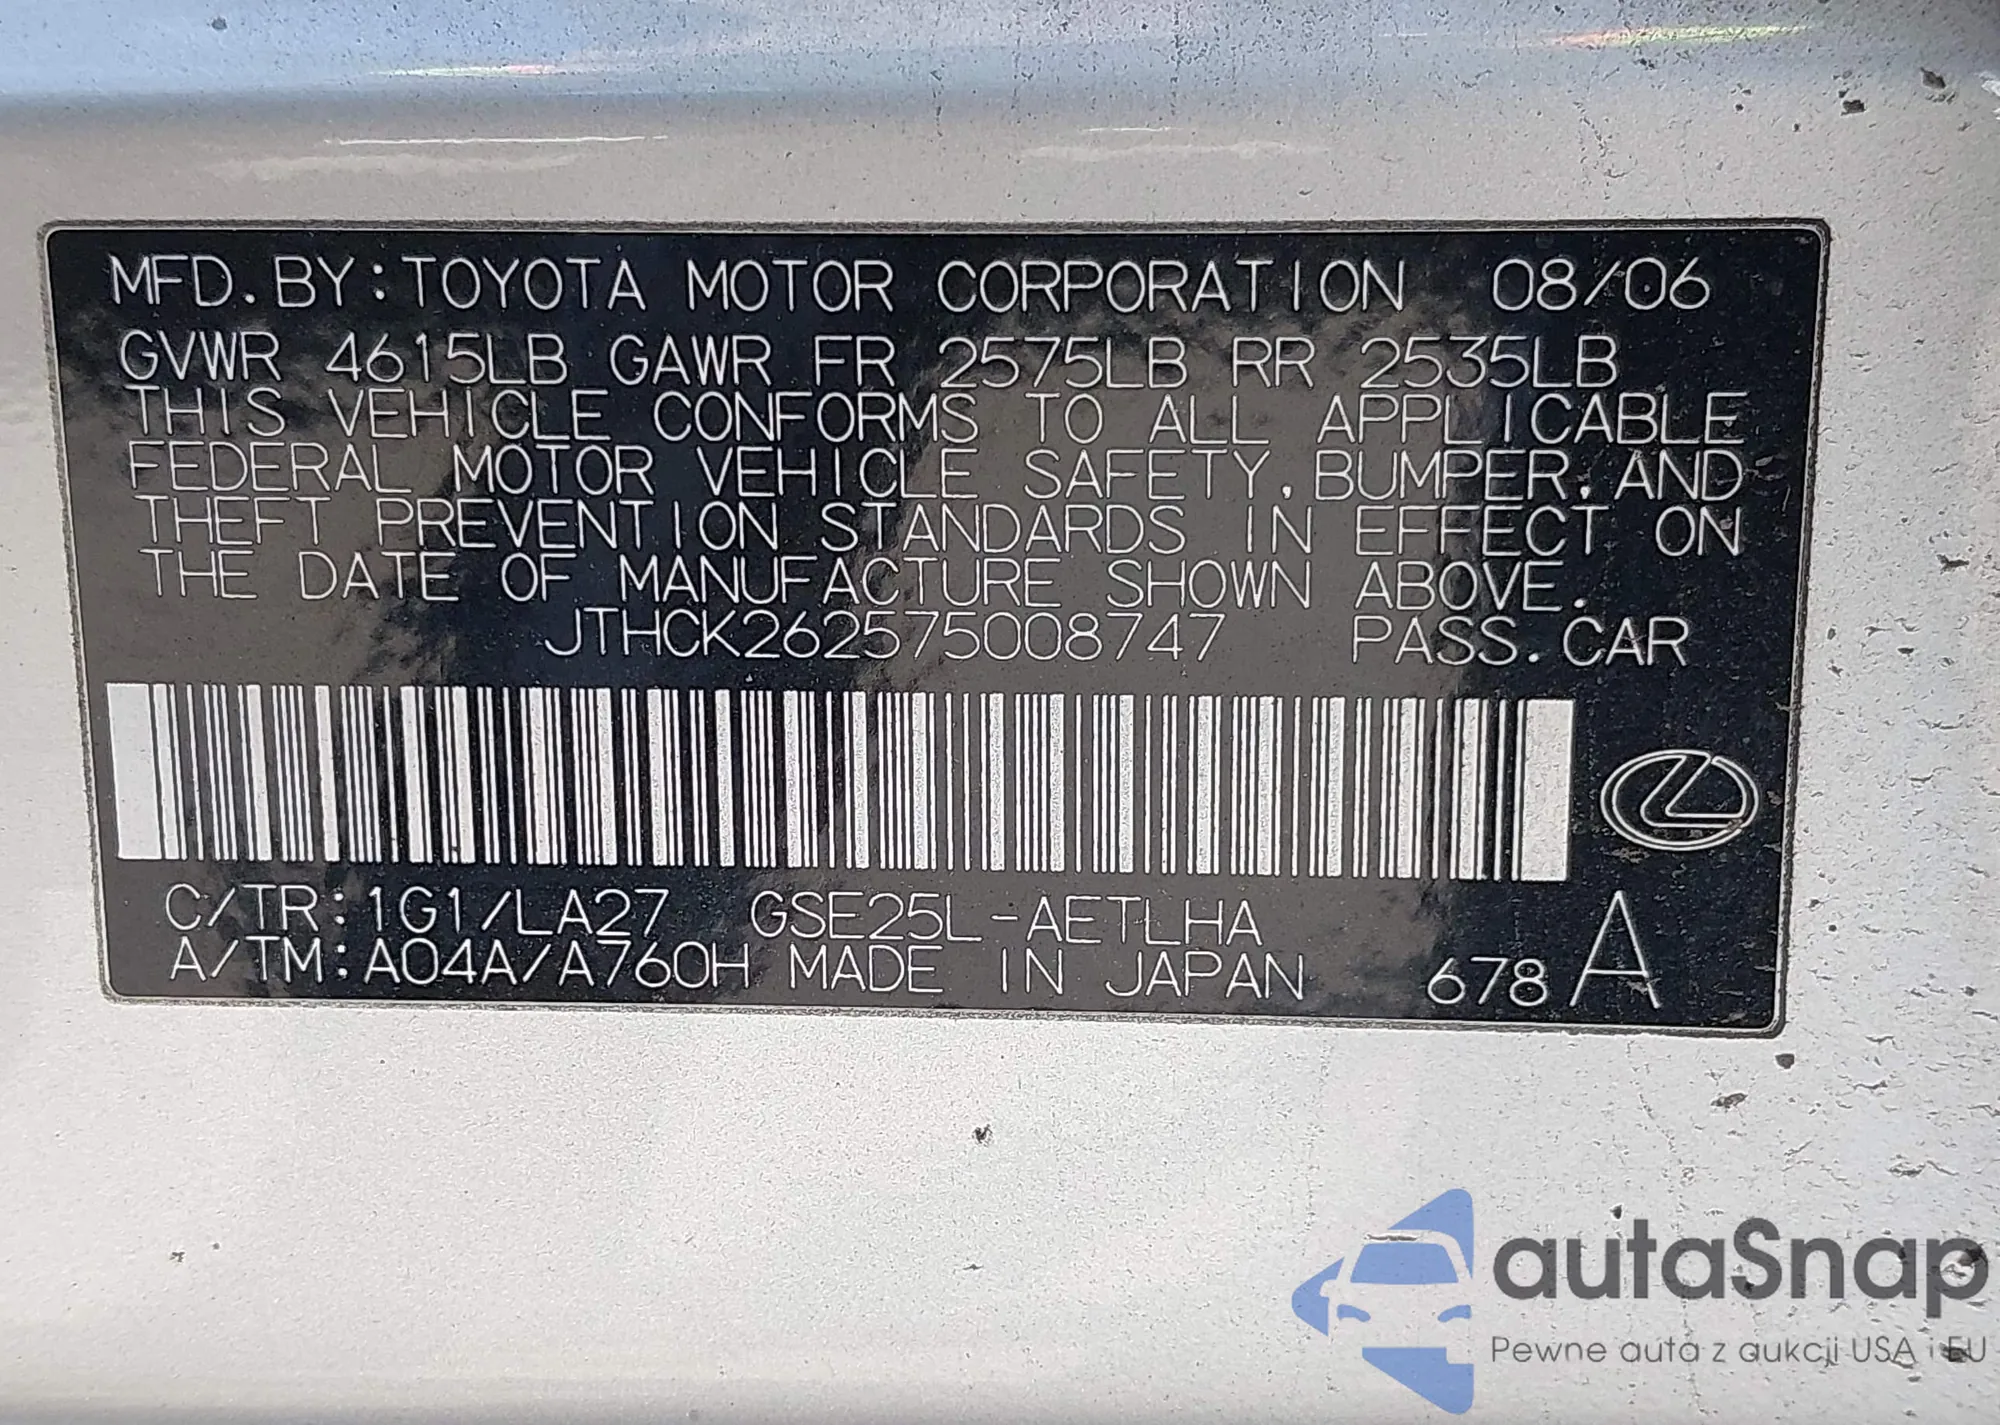 MFD. BY: TOYOTA MOTOR CORPORATION 08/06
GVWR 4615LB GAWR FR 2575LB RR 2535LB
THIS VEHICLE CONFORMS TO ALL APPLICABLE
FEDERAL MOTOR VEHICLE SAFETY, BUMPER, AND
THEFT PREVENTION STANDARDS IN EFFECT ON
THE DATE OF MANUFACTURE SHOWN ABOVE.
JTHCK262575008747 PASS. CAR
C/TR: 1G1/LA27 GSE25L-AETLHA
A/TM: A04A/A760H MADE IN JAPAN 678 A
autaSnap
Pewne auta z aukcji USA i EU